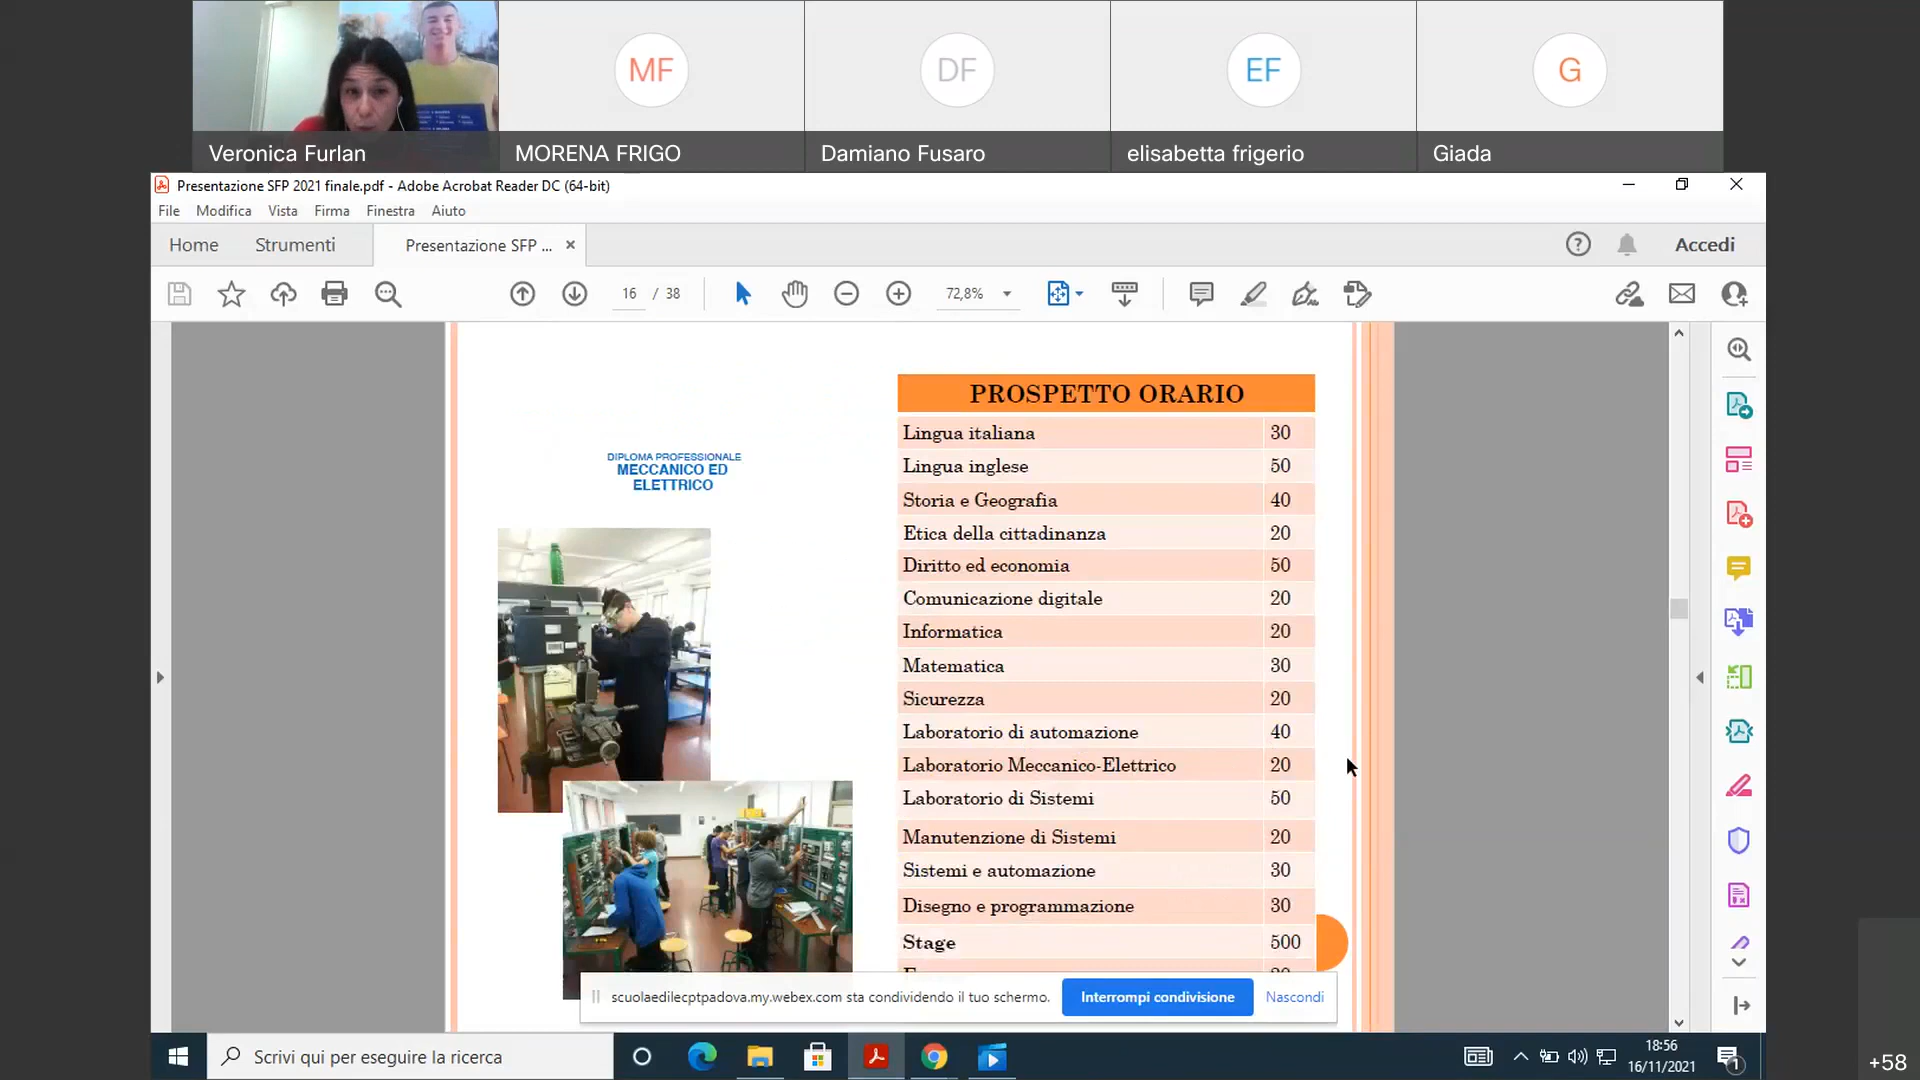 MF
DF
EF
G
Veronica Furlan
MORENA FRIGO
Damiano Fusaro
elisabetta frigerio
Giada
Presentazione SFP 2021 finale.pdf - Adobe Acrobat Reader DC (64-bit)
File Modifica Vista Firma Finestra Aiuto
Home Strumenti Presentazione SFP ... × Accedi
16 / 38 72,8%
PROSPETTO ORARIO
DIPLOMA PROFESSIONALE
MECCANICO ED
ELETTRICO
Lingua italiana 30
Lingua inglese 50
Storia e Geografia 40
Etica della cittadinanza 20
Diritto ed economia 50
Comunicazione digitale 20
Informatica 20
Matematica 30
Sicurezza 20
Laboratorio di automazione 40
Laboratorio Meccanico-Elettrico 20
Laboratorio di Sistemi 50
Manutenzione di Sistemi 20
Sistemi e automazione 30
Disegno e programmazione 30
Stage 500
scuolaedilecptpadova.my.webex.com sta condividendo il tuo schermo. Interrompi condivisione Nascondi
Scrivi qui per eseguire la ricerca
18:56
16/11/2021
1
+58